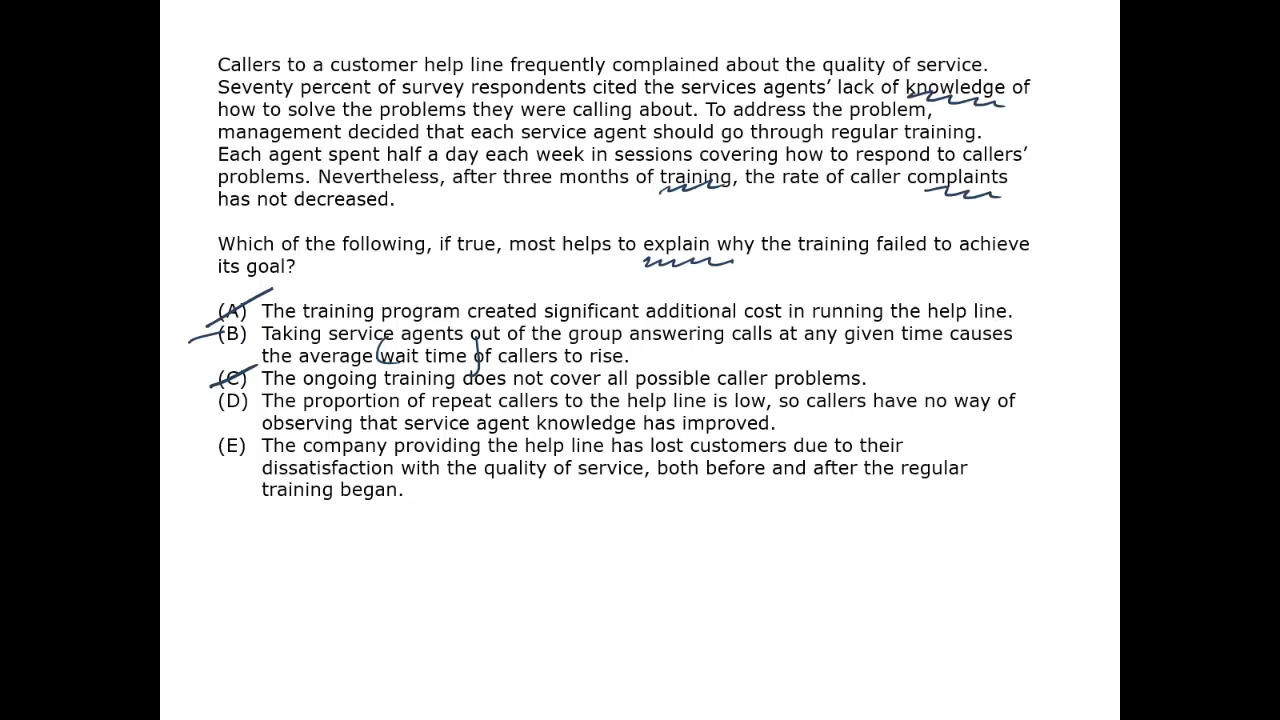 Callers to a customer help line frequently complained about the quality of service.
Seventy percent of survey respondents cited the services agents’ lack of knowledge of
how to solve the problems they were calling about. To address the problem,
management decided that each service agent should go through regular training.
Each agent spent half a day each week in sessions covering how to respond to callers’
problems. Nevertheless, after three months of training, the rate of caller complaints
has not decreased.
Which of the following, if true, most helps to explain why the training failed to achieve
its goal?
(A) The training program created significant additional cost in running the help line.
(B) Taking service agents out of the group answering calls at any given time causes
the average wait time of callers to rise.
(C) The ongoing training does not cover all possible caller problems.
(D) The proportion of repeat callers to the help line is low, so callers have no way of
observing that service agent knowledge has improved.
(E) The company providing the help line has lost customers due to their
dissatisfaction with the quality of service, both before and after the regular
training began.